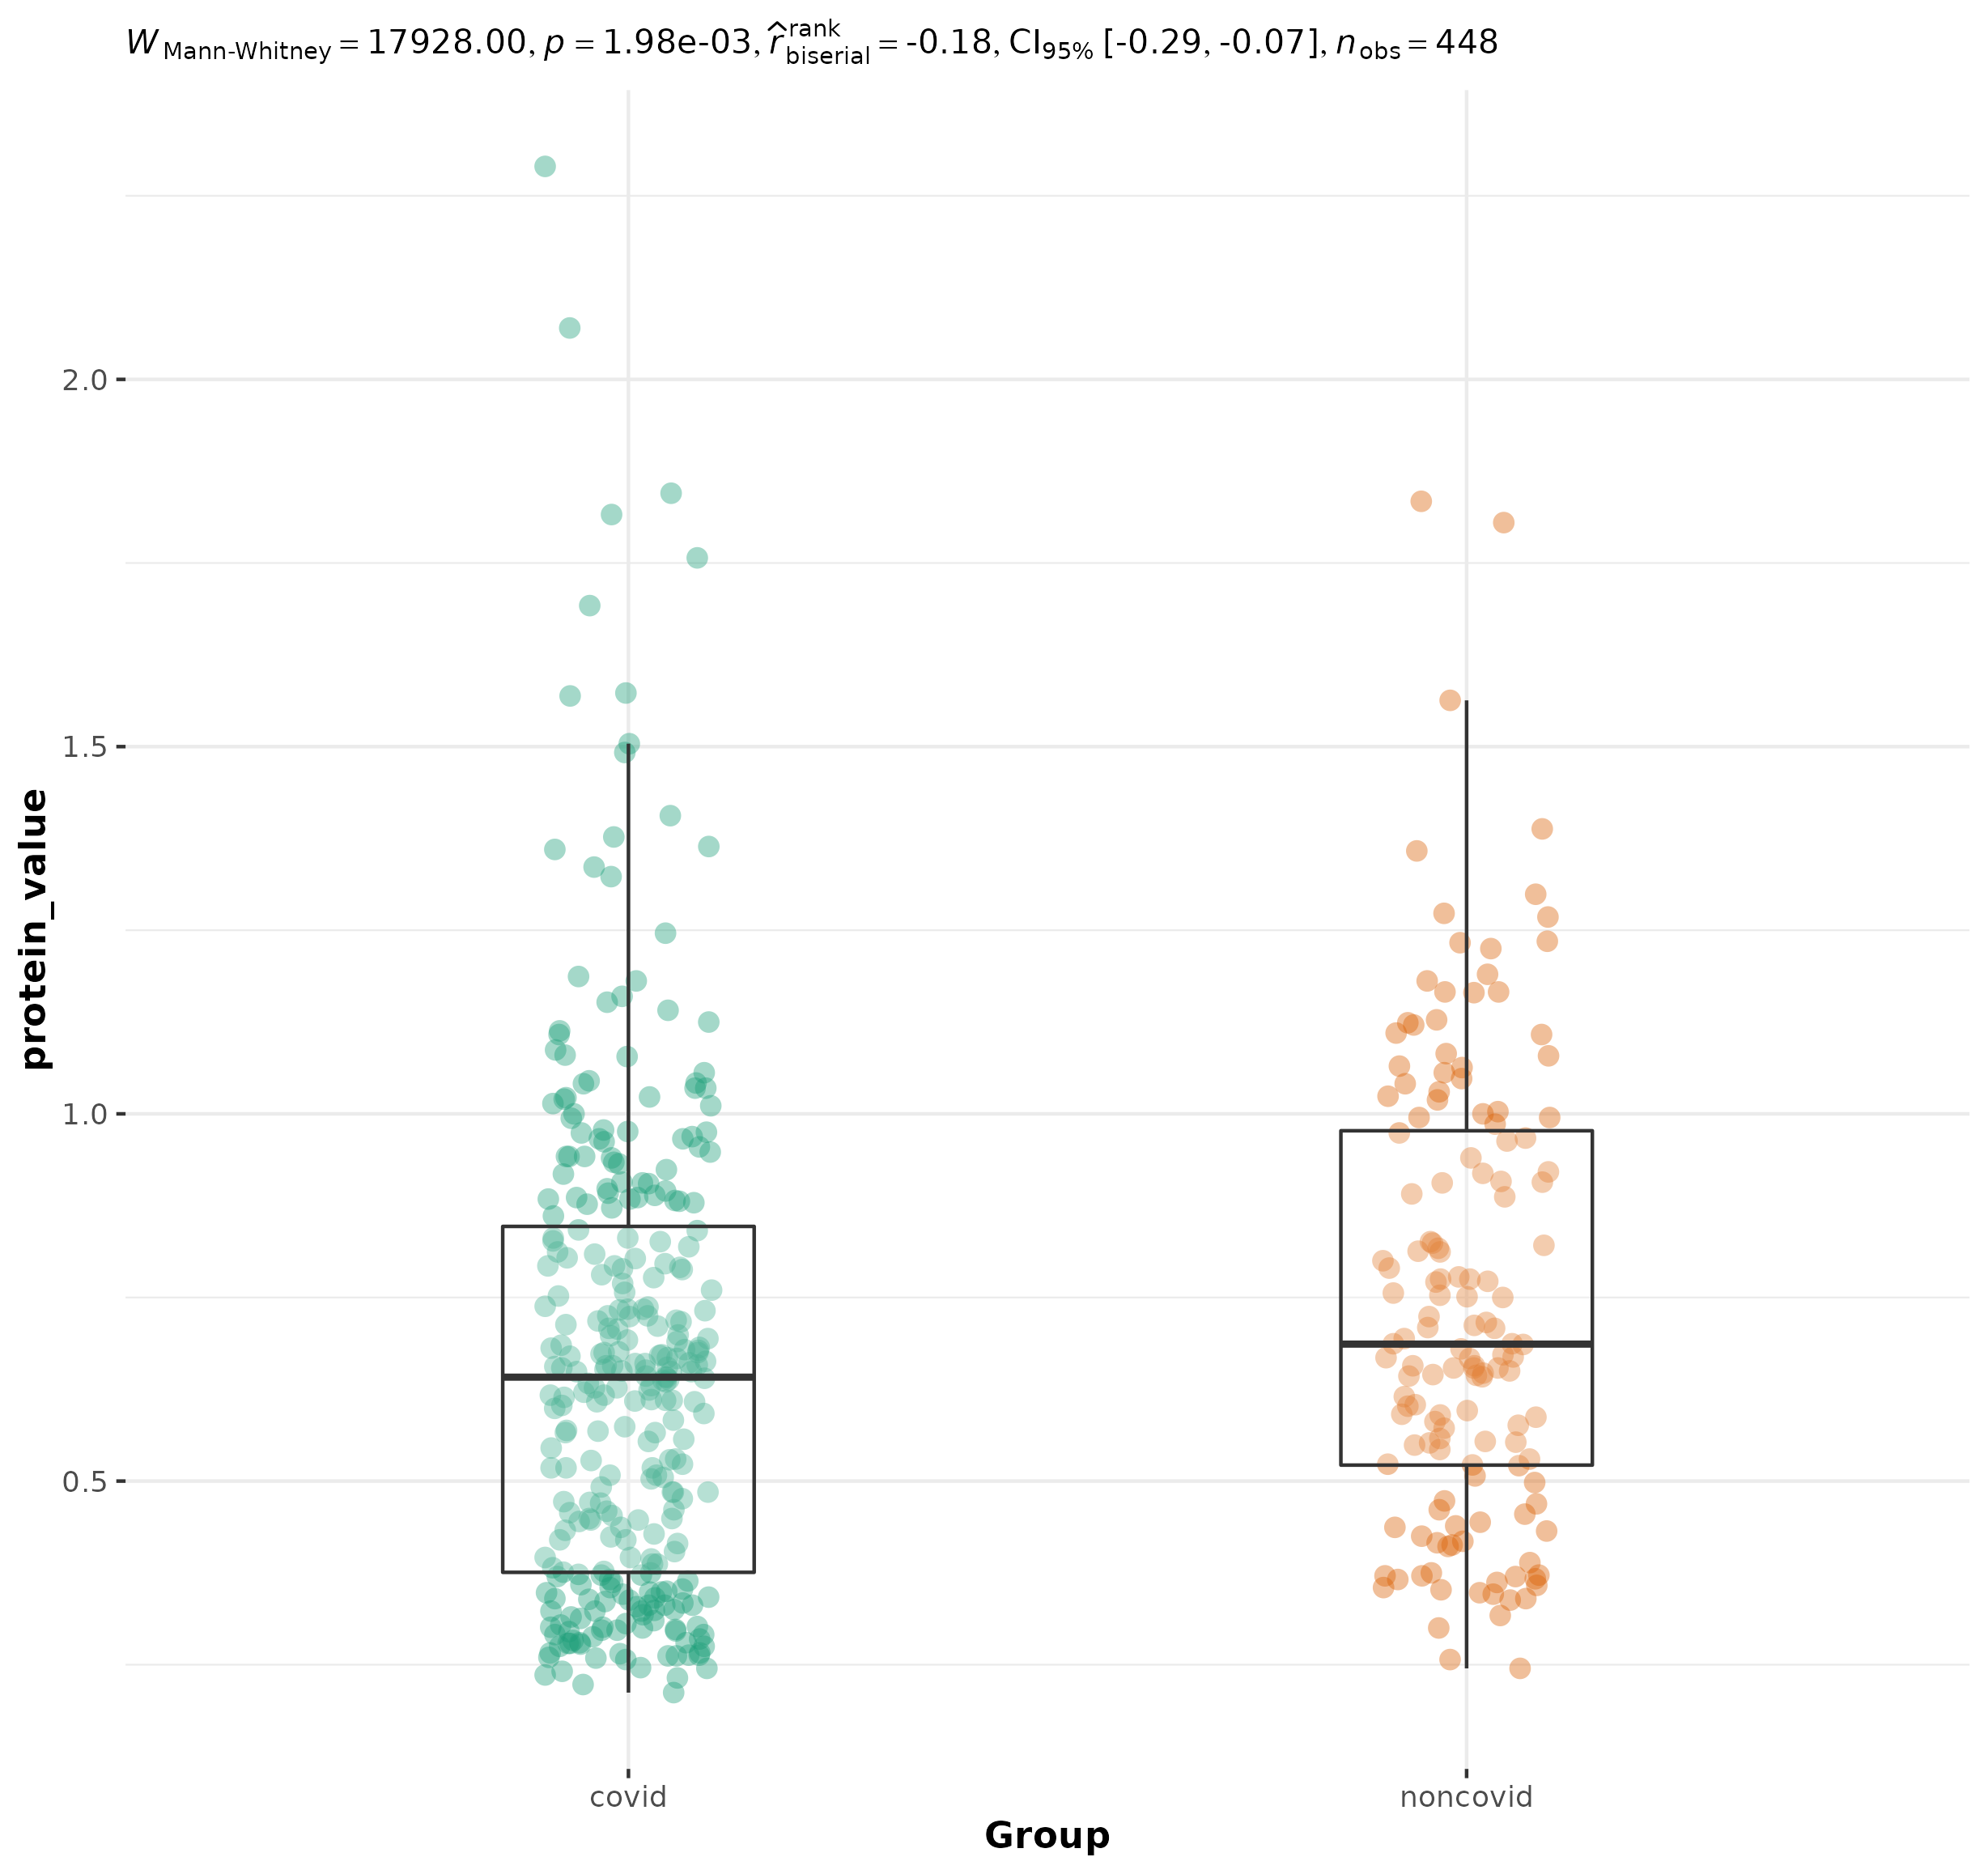 W Mann-Whitney = 17928.00, p = 1.98e-03, r̂ rank biserial = -0.18, CI95% [-0.29, -0.07], n obs = 448
protein_value
2.0
1.5
1.0
0.5
covid noncovid
Group